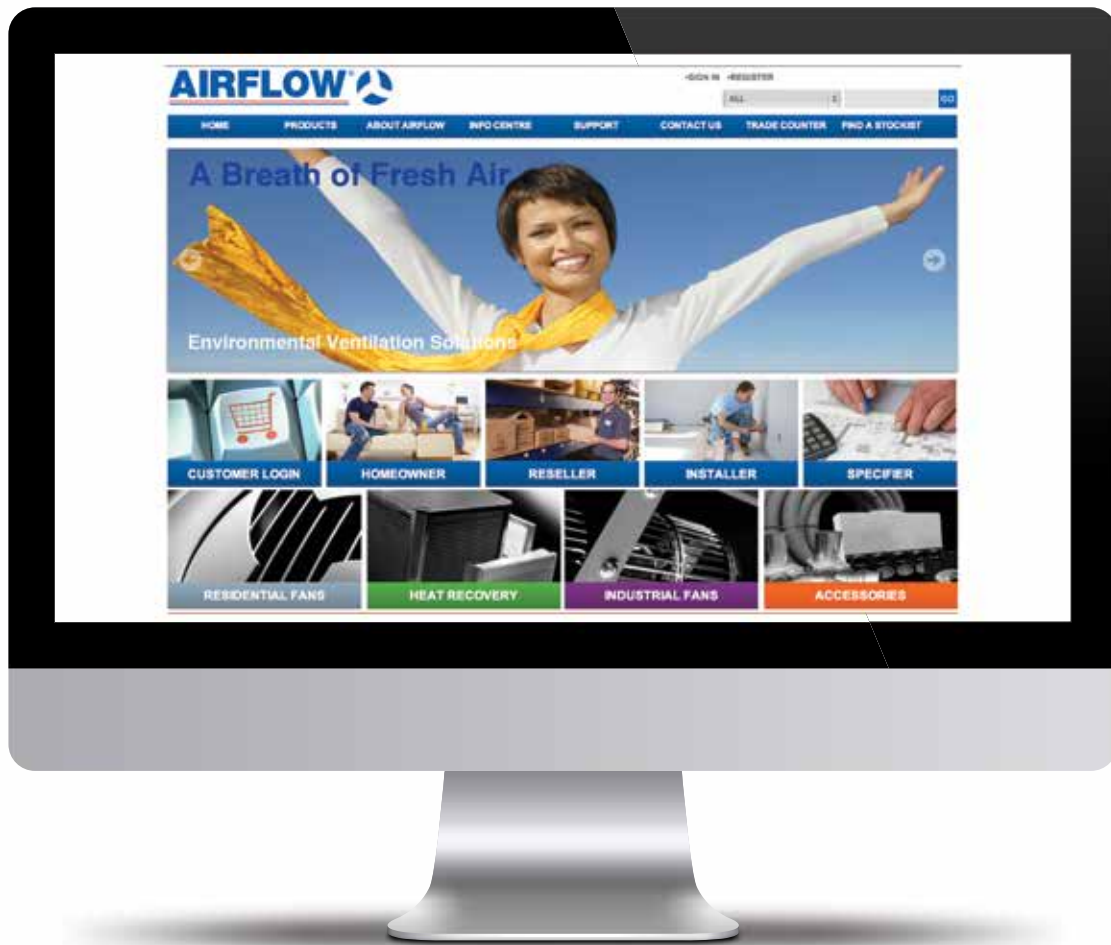 AIRFLOW®
•SIGN IN •REGISTER
ALL GO
HOME PRODUCTS ABOUT AIRFLOW INFO CENTRE SUPPORT CONTACT US TRADE COUNTER FIND A STOCKIST
A Breath of Fresh Air
Environmental Ventilation Solutions
CUSTOMER LOGIN HOMEOWNER RESELLER INSTALLER SPECIFIER
RESIDENTIAL FANS HEAT RECOVERY INDUSTRIAL FANS ACCESSORIES